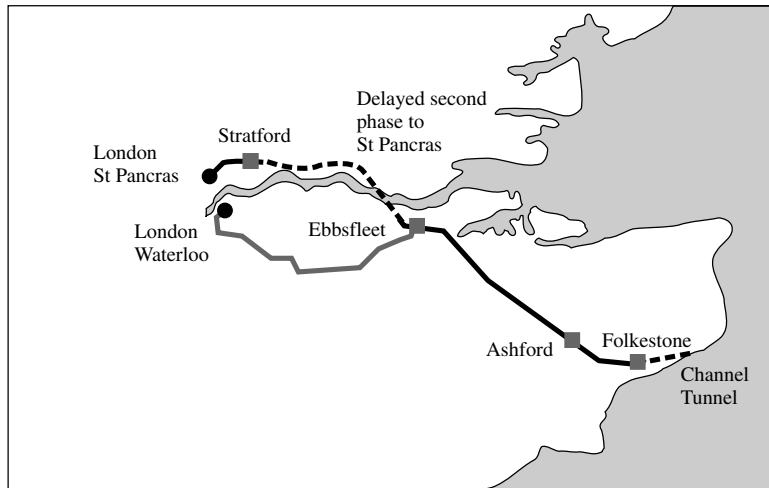 Delayed second
phase to
St Pancras
Stratford
London
St Pancras
London
Waterloo
Ebbsfleet
Ashford
Folkestone
Channel
Tunnel